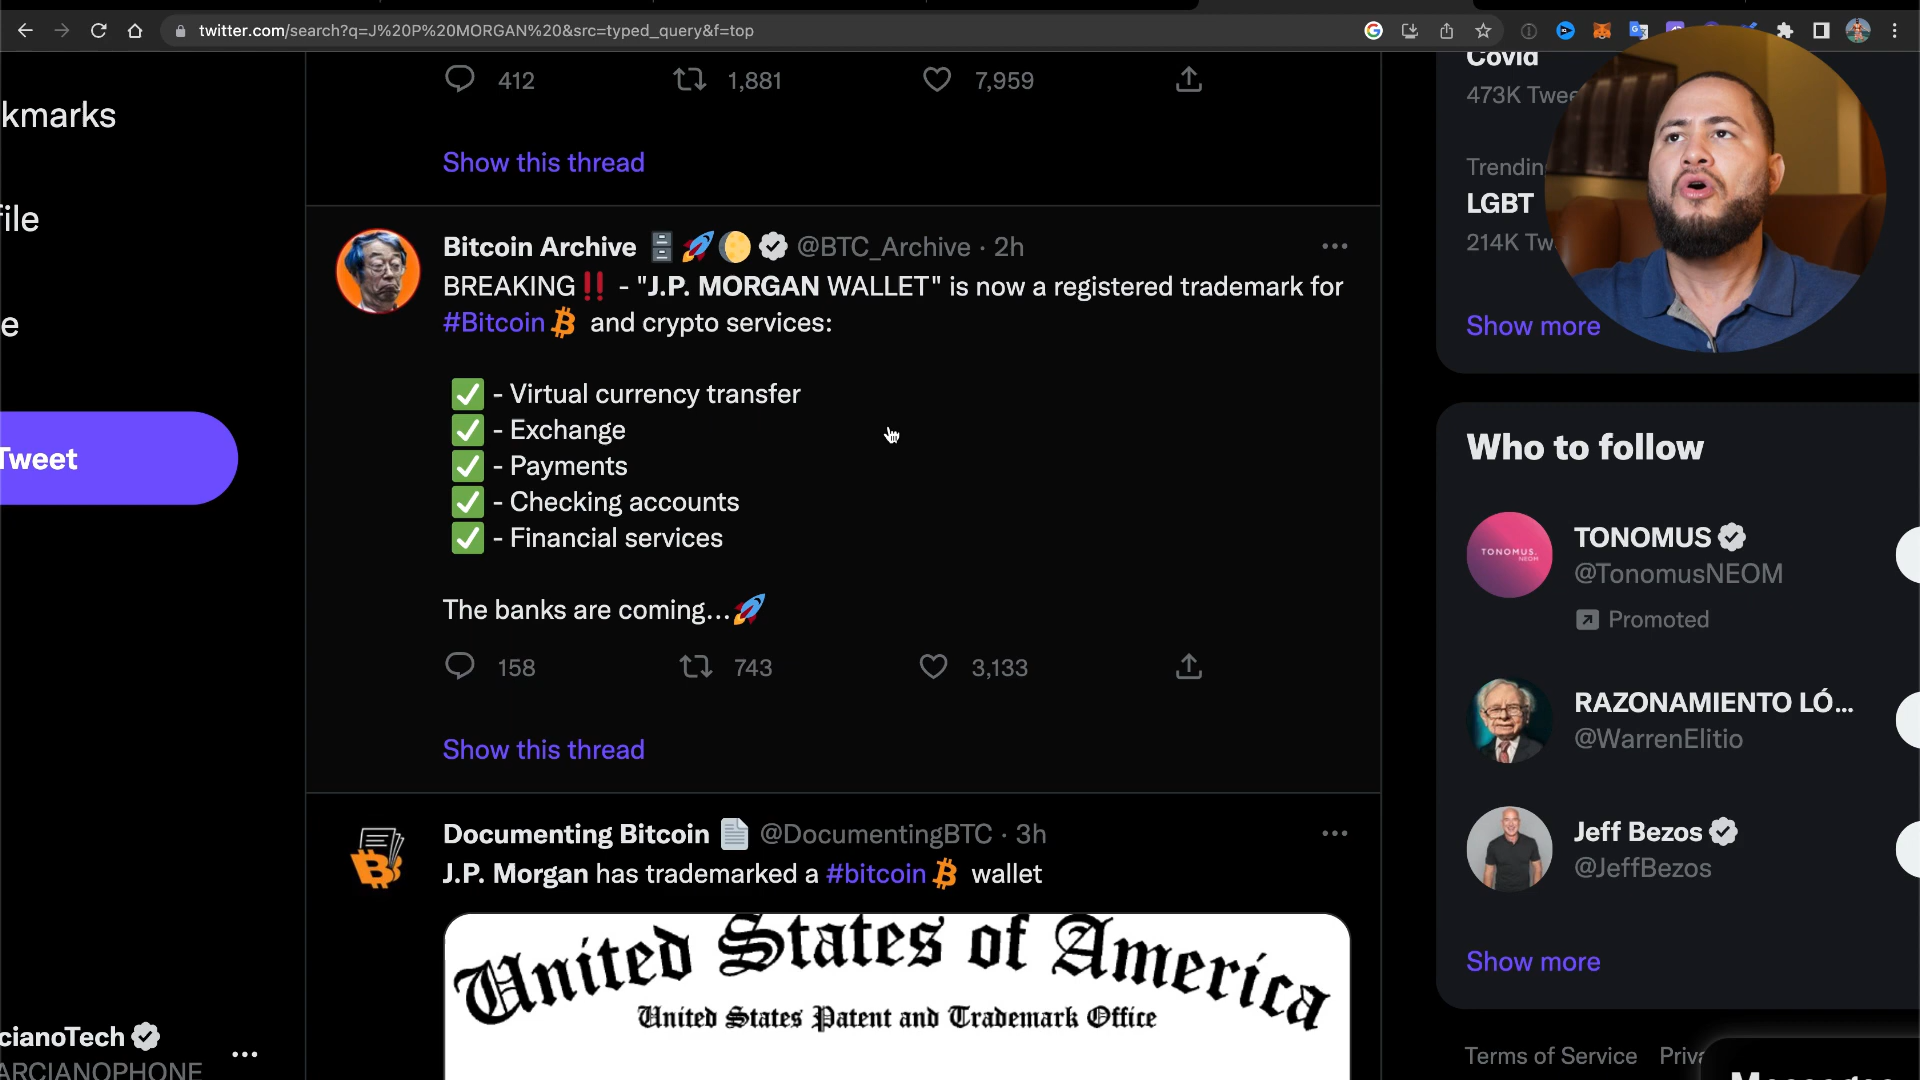 twitter.com/search?q=J%20P%20MORGAN%20&src=typed_query&f=top
kmarks
file
e
Tweet
cianoTech
ARCIANOPHONE
412 1,881 7,959
Show this thread
Bitcoin Archive @BTC_Archive · 2h
BREAKING‼️ - "J.P. MORGAN WALLET" is now a registered trademark for
#Bitcoin and crypto services:
✅ - Virtual currency transfer
✅ - Exchange
✅ - Payments
✅ - Checking accounts
✅ - Financial services
The banks are coming...🚀
158 743 3,133
Show this thread
Documenting Bitcoin @DocumentingBTC · 3h
J.P. Morgan has trademarked a #bitcoin wallet
United States of America
United States Patent and Trademark Office
Covid
473K Twee
Trendin
LGBT
214K Tw
Show more
Who to follow
TONOMUS. NEOM
TONOMUS
@TonomusNEOM
Promoted
RAZONAMIENTO LÓ...
@WarrenElitio
Jeff Bezos
@JeffBezos
Show more
Terms of Service Priva